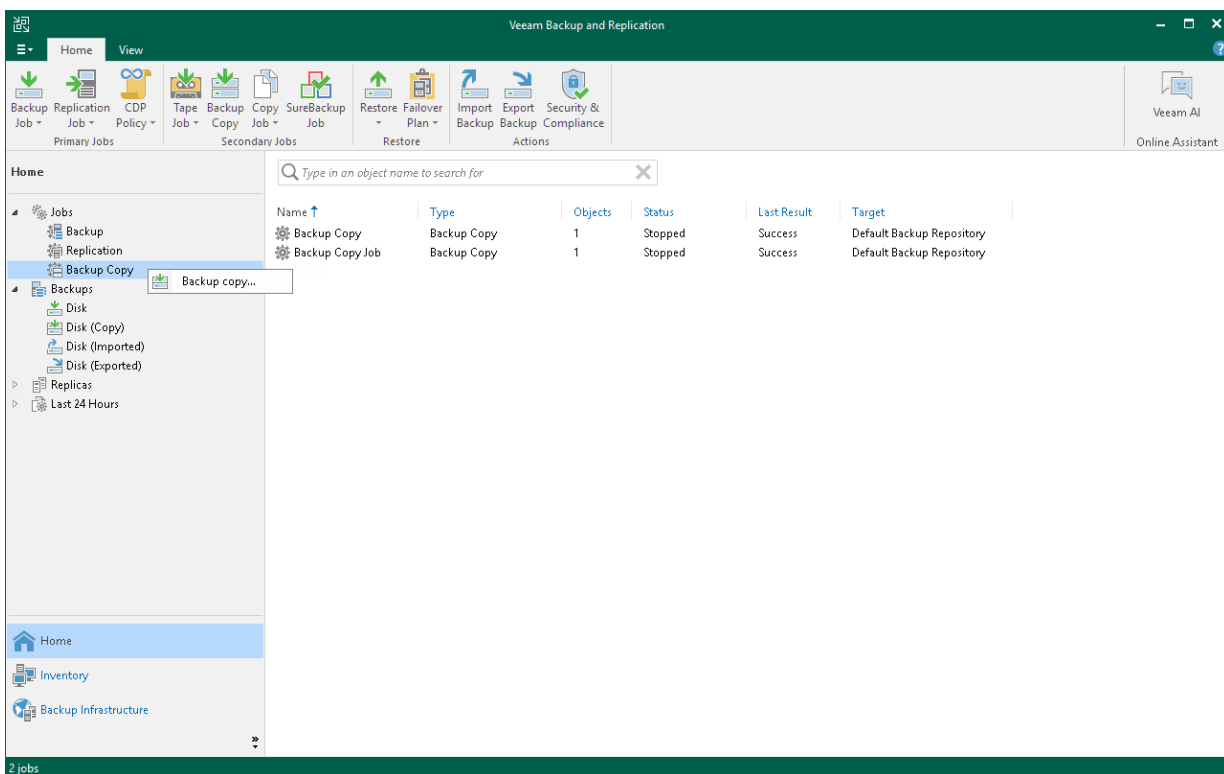 Veeam Backup and Replication
Home View
Backup Job Replication Job CDP Policy Tape Job Backup Copy Copy Job SureBackup Job Restore Failover Plan Import Backup Export Backup Security & Compliance Veeam AI
Primary Jobs Secondary Jobs Restore Actions Online Assistant
Home
Type in an object name to search for
Jobs
Backup
Replication
Backup Copy
Backup copy...
Backups
Disk
Disk (Copy)
Disk (Imported)
Disk (Exported)
Replicas
Last 24 Hours
Name Type Objects Status Last Result Target
Backup Copy Backup Copy 1 Stopped Success Default Backup Repository
Backup Copy Job Backup Copy 1 Stopped Success Default Backup Repository
Home
Inventory
Backup Infrastructure
2 jobs